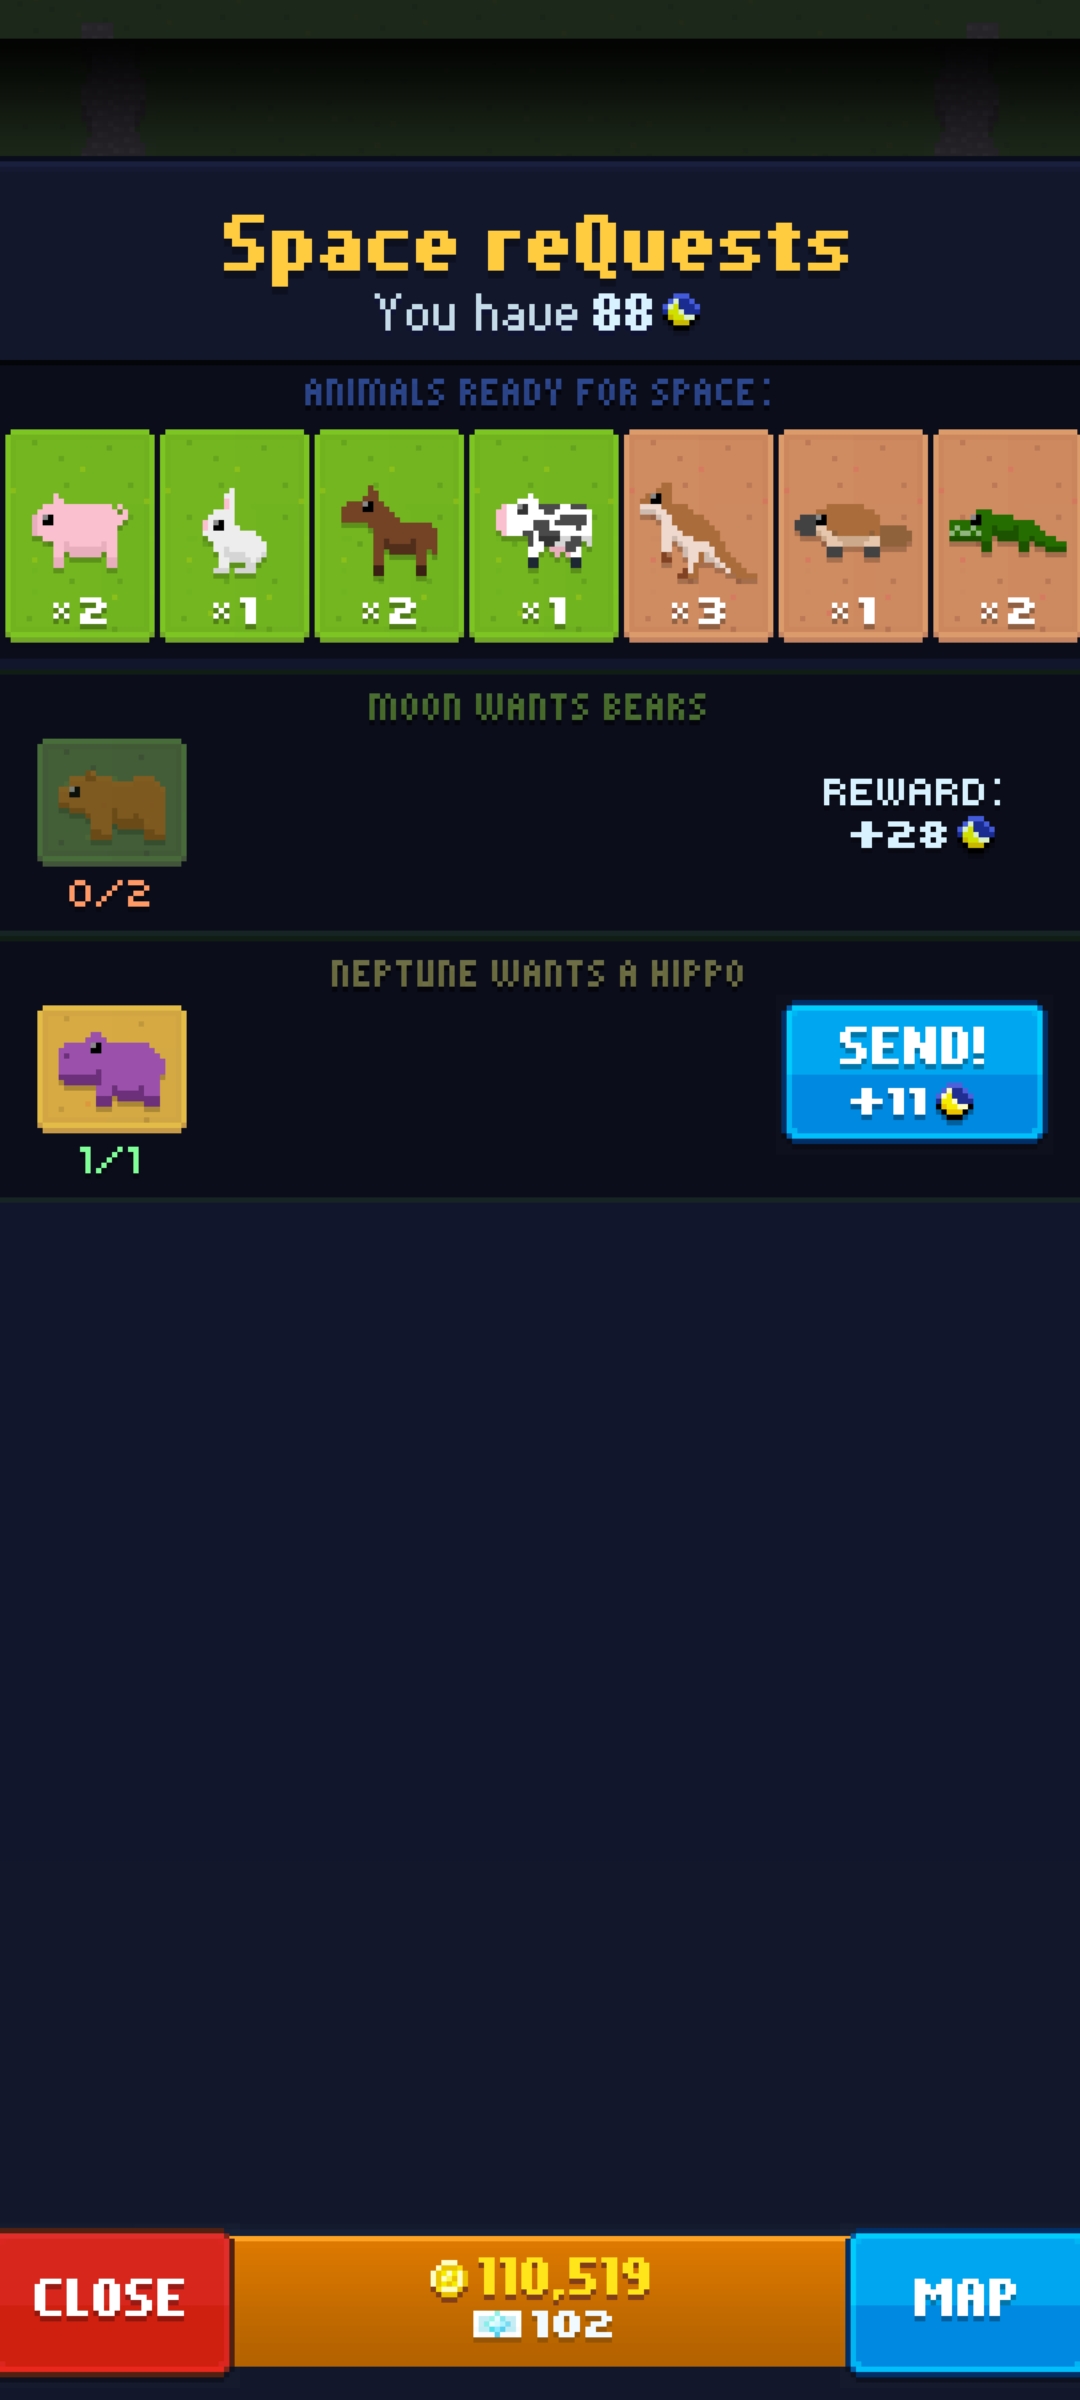 Space reQuests
You have 88
ANIMALS READY FOR SPACE:
×2 ×1 ×2 ×1 ×3 ×1 ×2
MOON WANTS BEARS
REWARD:
+28
0/2
NEPTUNE WANTS A HIPPO
SEND!
+11
1/1
CLOSE
110,519
102
MAP